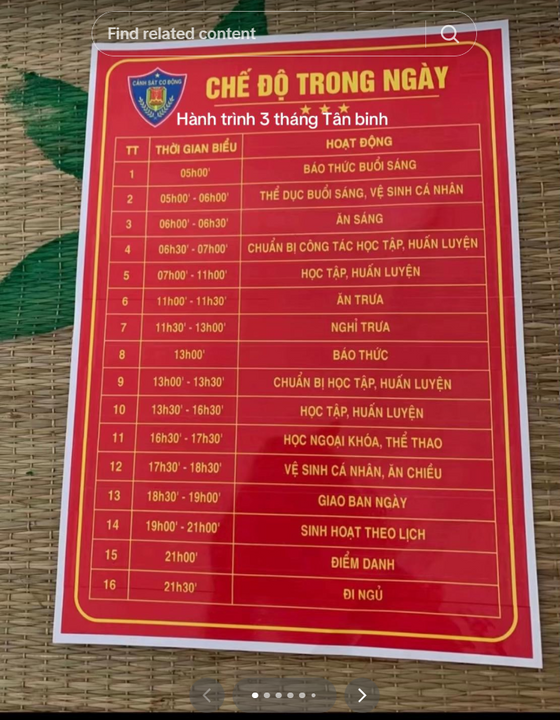 Find related content
CẢNH SÁT CƠ ĐỘNG
CHẾ ĐỘ TRONG NGÀY
Hành trình 3 tháng Tân binh
TT THỜI GIAN BIỂU HOẠT ĐỘNG
1 05h00' BÁO THỨC BUỔI SÁNG
2 05h00' - 06h00' THỂ DỤC BUỔI SÁNG, VỆ SINH CÁ NHÂN
3 06h00' - 06h30' ĂN SÁNG
4 06h30' - 07h00' CHUẨN BỊ CÔNG TÁC HỌC TẬP, HUẤN LUYỆN
5 07h00' - 11h00' HỌC TẬP, HUẤN LUYỆN
6 11h00' - 11h30' ĂN TRƯA
7 11h30' - 13h00' NGHỈ TRƯA
8 13h00' BÁO THỨC
9 13h00' - 13h30' CHUẨN BỊ HỌC TẬP, HUẤN LUYỆN
10 13h30' - 16h30' HỌC TẬP, HUẤN LUYỆN
11 16h30' - 17h30' HỌC NGOẠI KHÓA, THỂ THAO
12 17h30' - 18h30' VỆ SINH CÁ NHÂN, ĂN CHIỀU
13 18h30' - 19h00' GIAO BAN NGÀY
14 19h00' - 21h00' SINH HOẠT THEO LỊCH
15 21h00' ĐIỂM DANH
16 21h30' ĐI NGỦ